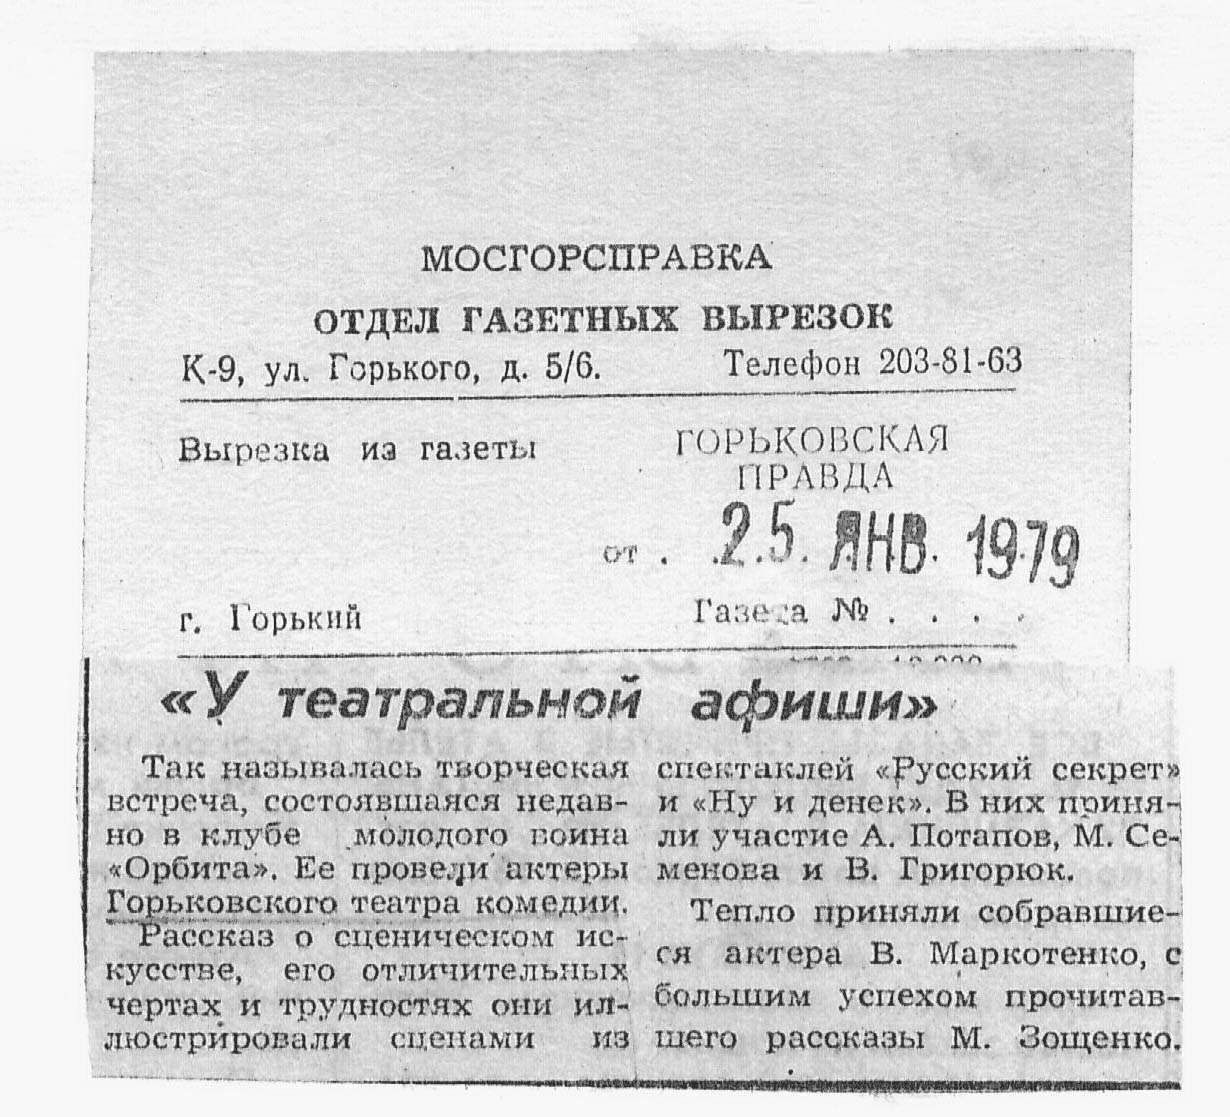 МОСГОРСПРАВКА
ОТДЕЛ ГАЗЕТНЫХ ВЫРЕЗОК
К-9, ул. Горького, д. 5/6. Телефон 203-81-63
Вырезка из газеты
ГОРЬКОВСКАЯ
ПРАВДА
от . . 25. ЯНВ. 1979
г. Горький
Газета № . . . .
«У театральной афиши»
Так называлась творческая
встреча, состоявшаяся недав-
но в клубе молодого воина
«Орбита». Ее провели актеры
Горьковского театра комедии.
Рассказ о сценическом ис-
кусстве, его отличительных
чертах и трудностях они ил-
люстрировали сценами из
спектаклей «Русский секрет»
и «Ну и денек». В них приня-
ли участие А. Потапов, М. Се-
менова и В. Григорюк.
Тепло приняли собравшие-
ся актера В. Маркотенко, с
большим успехом прочитав-
шего рассказы М. Зощенко.